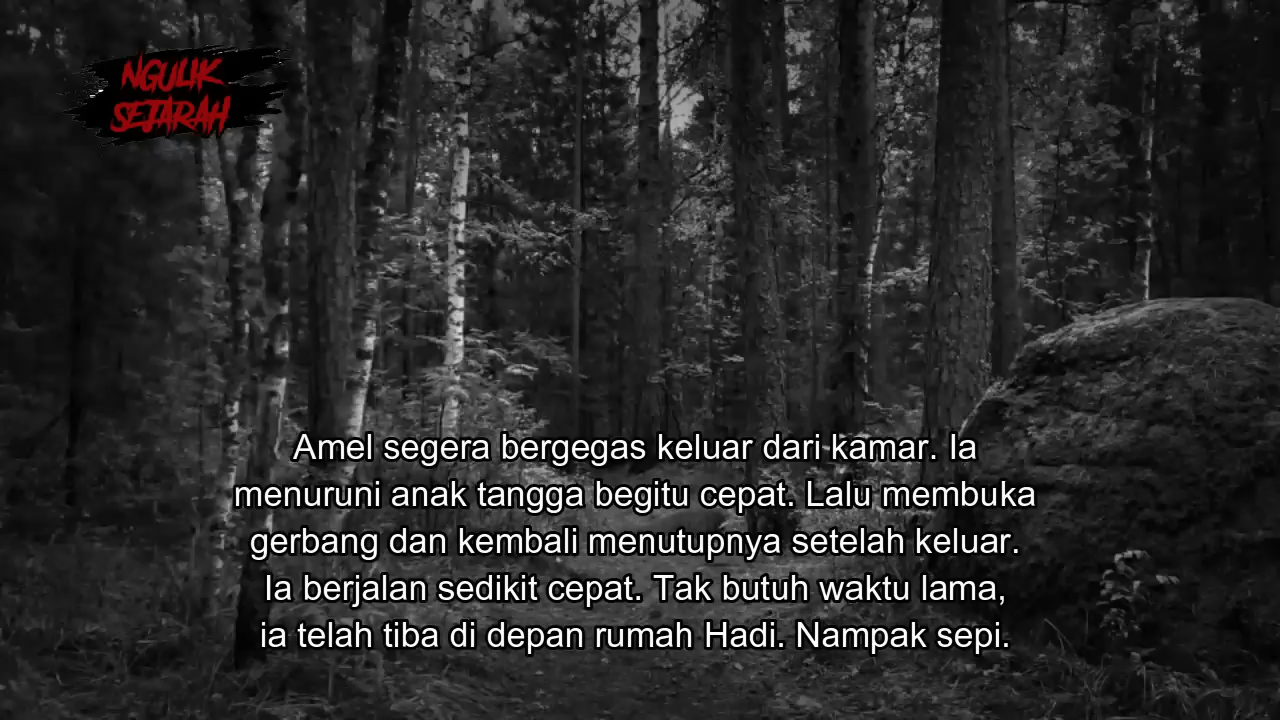 NGULIK
SEJARAH
Amel segera bergegas keluar dari kamar. Ia
menuruni anak tangga begitu cepat. Lalu membuka
gerbang dan kembali menutupnya setelah keluar.
Ia berjalan sedikit cepat. Tak butuh waktu lama,
ia telah tiba di depan rumah Hadi. Nampak sepi.